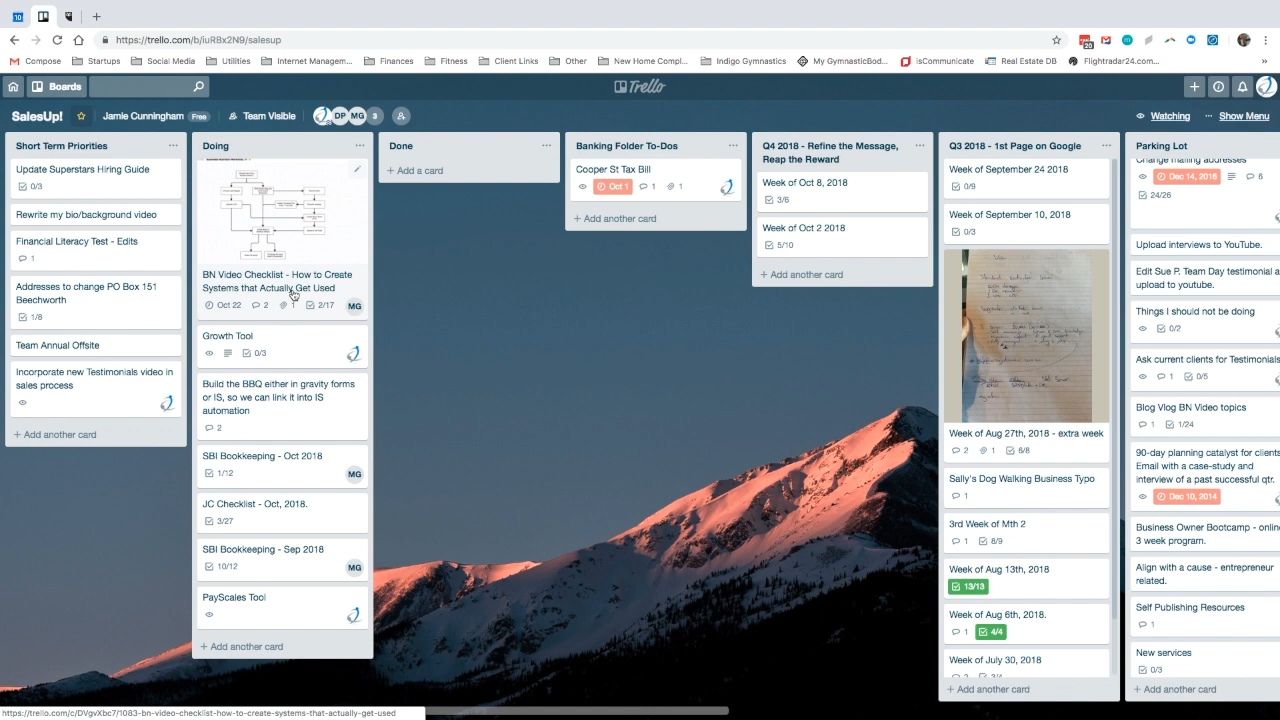 10
https://trello.com/b/iuRBx2N9/salesup
20
Compose Startups Social Media Utilities Internet Managem... Finances Fitness Client Links Other New Home Compl... Indigo Gymnastics My GymnasticBod... isCommunicate Real Estate DB Flightradar24.com... »
Boards
Trello
SalesUp! Jamie Cunningham Free Team Visible DP MG 3
Watching ... Show Menu
Short Term Priorities ...
Update Superstars Hiring Guide
0/3
Rewrite my bio/background video
Financial Literacy Test - Edits
1
Addresses to change PO Box 151
Beechworth
1/8
Team Annual Offsite
Incorporate new Testimonials video in
sales process
+ Add another card
Doing ...
BN Video Checklist - How to Create
Systems that Actually Get Used
Oct 22 2 1 2/17 MG
Growth Tool
0/3
Build the BBQ either in gravity forms
or IS, so we can link it into IS
automation
2
SBI Bookkeeping - Oct 2018
1/12 MG
JC Checklist - Oct, 2018.
3/27
SBI Bookkeeping - Sep 2018
10/12 MG
PayScales Tool
+ Add another card
Done ...
+ Add a card
Banking Folder To-Dos ...
Cooper St Tax Bill
Oct 1 1 1
+ Add another card
Q4 2018 - Refine the Message, ...
Reap the Reward
Week of Oct 8, 2018
3/6
Week of Oct 2 2018
5/10
+ Add another card
Q3 2018 - 1st Page on Google ...
Week of September 24 2018
0/9
Week of September 10, 2018
0/3
Week of Aug 27th, 2018 - extra week
2 1 6/8
Sally's Dog Walking Business Typo
1
3rd Week of Mth 2
1 8/9
Week of Aug 13th, 2018
13/13
Week of Aug 6th, 2018.
1 4/4
Week of July 30, 2018
+ Add another card
Parking Lot
Change mailing addresses
Dec 14, 2016 6
24/26
Upload interviews to YouTube.
Edit Sue P. Team Day testimonial a
upload to youtube.
Things I should not be doing
0/2
Ask current clients for Testimonials
1 0/5
Blog Vlog BN Video topics
1 1/24
90-day planning catalyst for clients
Email with a case-study and
interview of a past successful qtr.
Dec 10, 2014
Business Owner Bootcamp - online
3 week program.
Align with a cause - entrepreneur
related.
Self Publishing Resources
1
New services
0/3
+ Add another card
https://trello.com/c/DVgvXbc7/1083-bn-video-checklist-how-to-create-systems-that-actually-get-used